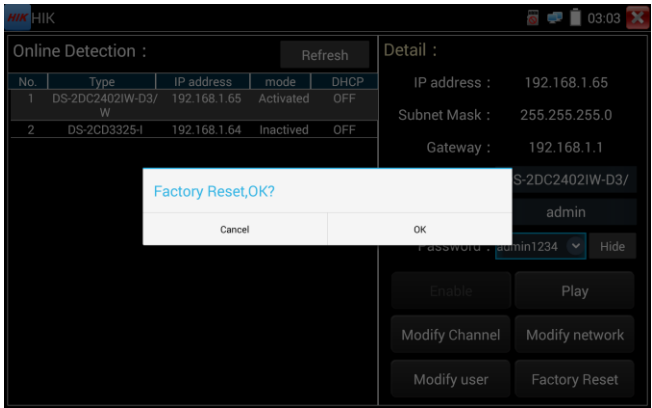 HIK HIK 03:03
Online Detection : Refresh
No. Type IP address mode DHCP
1 DS-2DC2402IW-D3/W 192.168.1.65 Activated OFF
2 DS-2CD3325-I 192.168.1.64 Inactived OFF
Detail :
IP address : 192.168.1.65
Subnet Mask : 255.255.255.0
Gateway : 192.168.1.1
S-2DC2402IW-D3/
admin
Password : admin1234 Hide
Enable Play
Modify Channel Modify network
Modify user Factory Reset
Factory Reset,OK?
Cancel OK